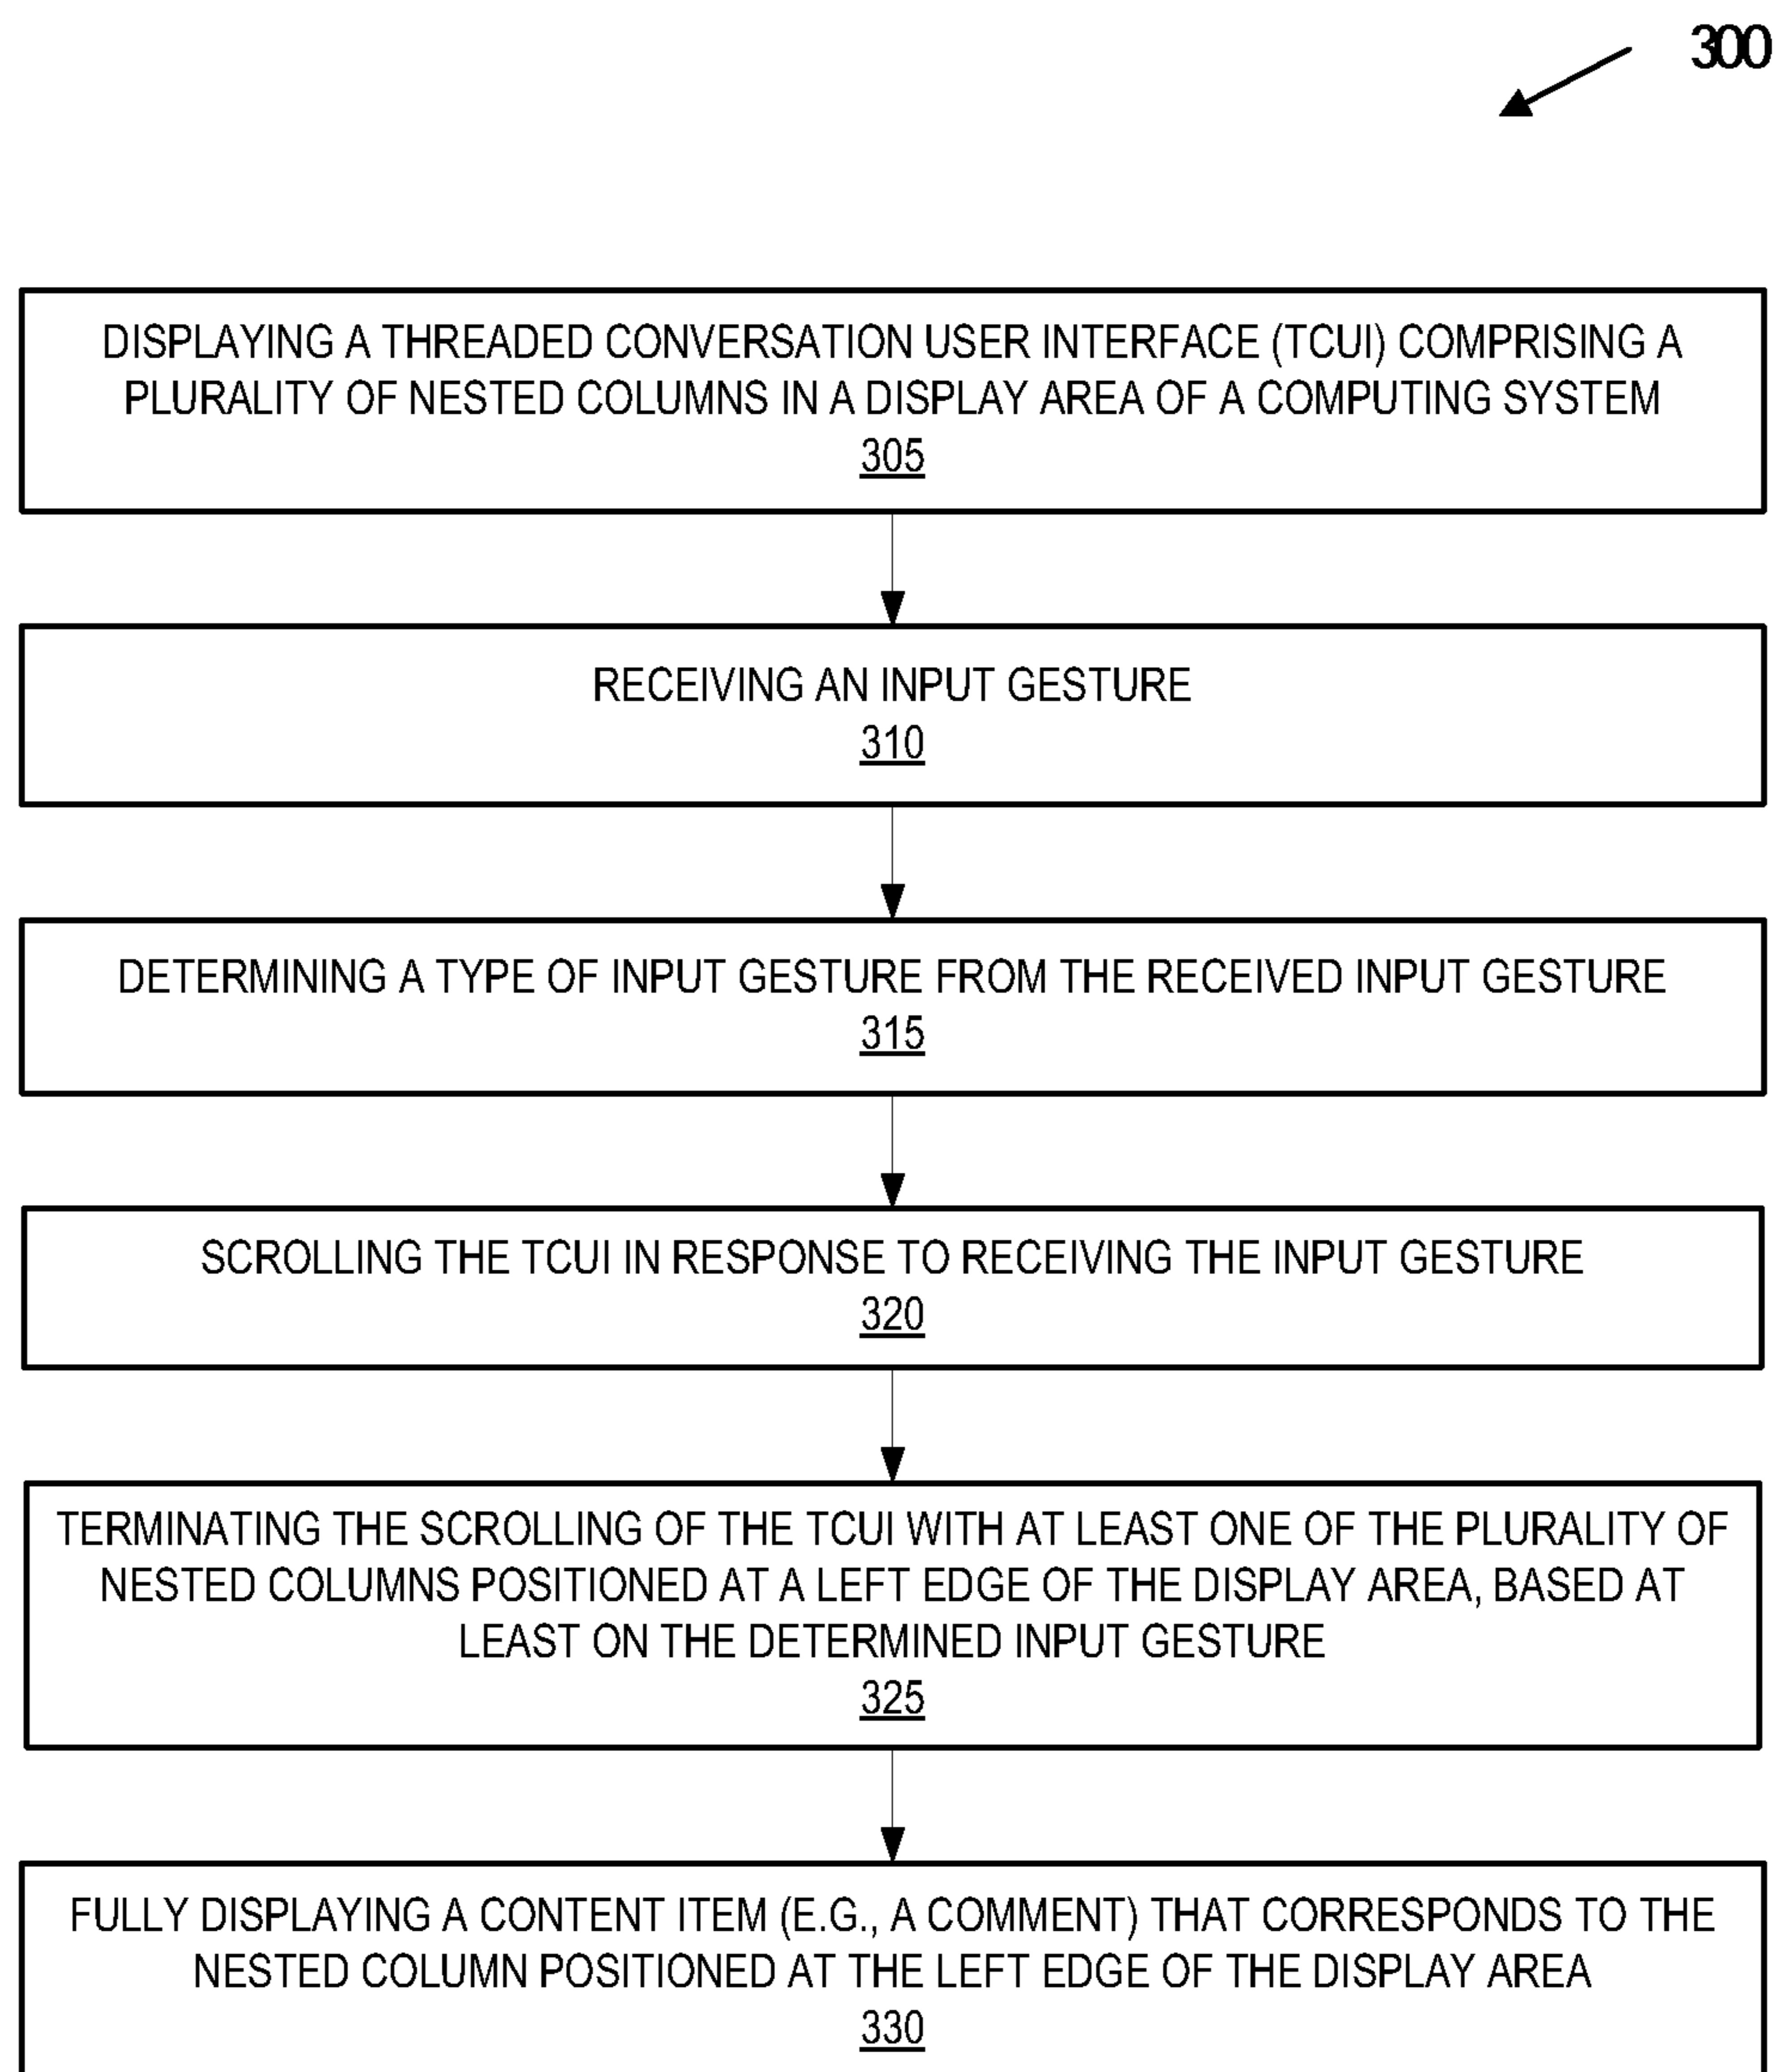 300
DISPLAYING A THREADED CONVERSATION USER INTERFACE (TCUI) COMPRISING A
PLURALITY OF NESTED COLUMNS IN A DISPLAY AREA OF A COMPUTING SYSTEM
305
RECEIVING AN INPUT GESTURE
310
DETERMINING A TYPE OF INPUT GESTURE FROM THE RECEIVED INPUT GESTURE
315
SCROLLING THE TCUI IN RESPONSE TO RECEIVING THE INPUT GESTURE
320
TERMINATING THE SCROLLING OF THE TCUI WITH AT LEAST ONE OF THE PLURALITY OF
NESTED COLUMNS POSITIONED AT A LEFT EDGE OF THE DISPLAY AREA, BASED AT
LEAST ON THE DETERMINED INPUT GESTURE
325
FULLY DISPLAYING A CONTENT ITEM (E.G., A COMMENT) THAT CORRESPONDS TO THE
NESTED COLUMN POSITIONED AT THE LEFT EDGE OF THE DISPLAY AREA
330